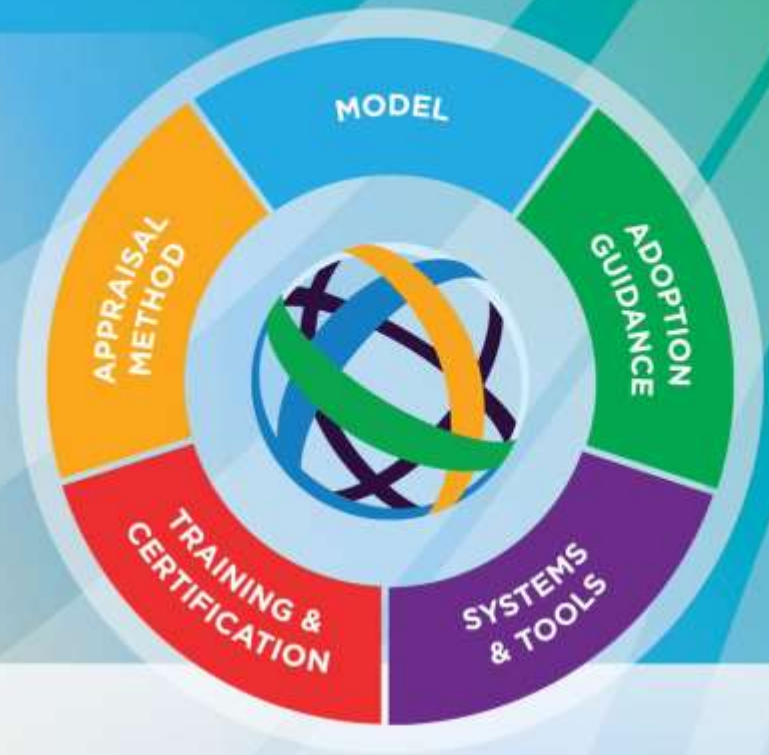 MODEL
ADOPTION
GUIDANCE
SYSTEMS
& TOOLS
TRAINING &
CERTIFICATION
APPRAISAL
METHOD